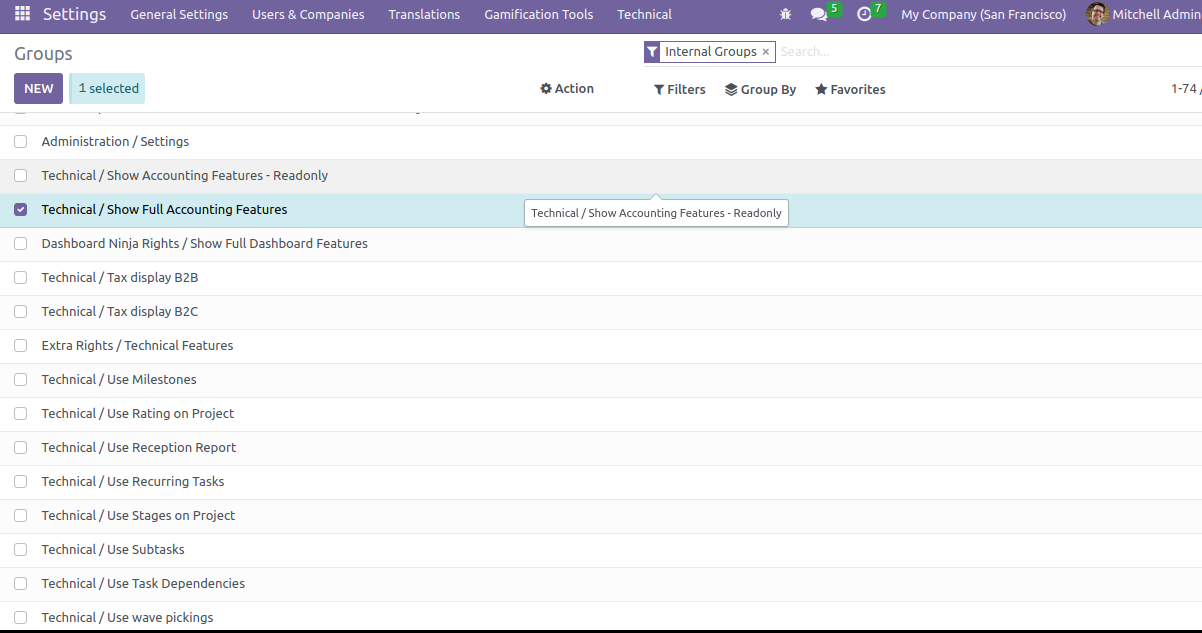 Settings General Settings Users & Companies Translations Gamification Tools Technical 5 7 My Company (San Francisco) Mitchell Admin
Groups
Internal Groups × Search...
NEW 1 selected Action Filters Group By Favorites 1-74 /
Administration / Settings
Technical / Show Accounting Features - Readonly
Technical / Show Full Accounting Features
Technical / Show Accounting Features - Readonly
Dashboard Ninja Rights / Show Full Dashboard Features
Technical / Tax display B2B
Technical / Tax display B2C
Extra Rights / Technical Features
Technical / Use Milestones
Technical / Use Rating on Project
Technical / Use Reception Report
Technical / Use Recurring Tasks
Technical / Use Stages on Project
Technical / Use Subtasks
Technical / Use Task Dependencies
Technical / Use wave pickings